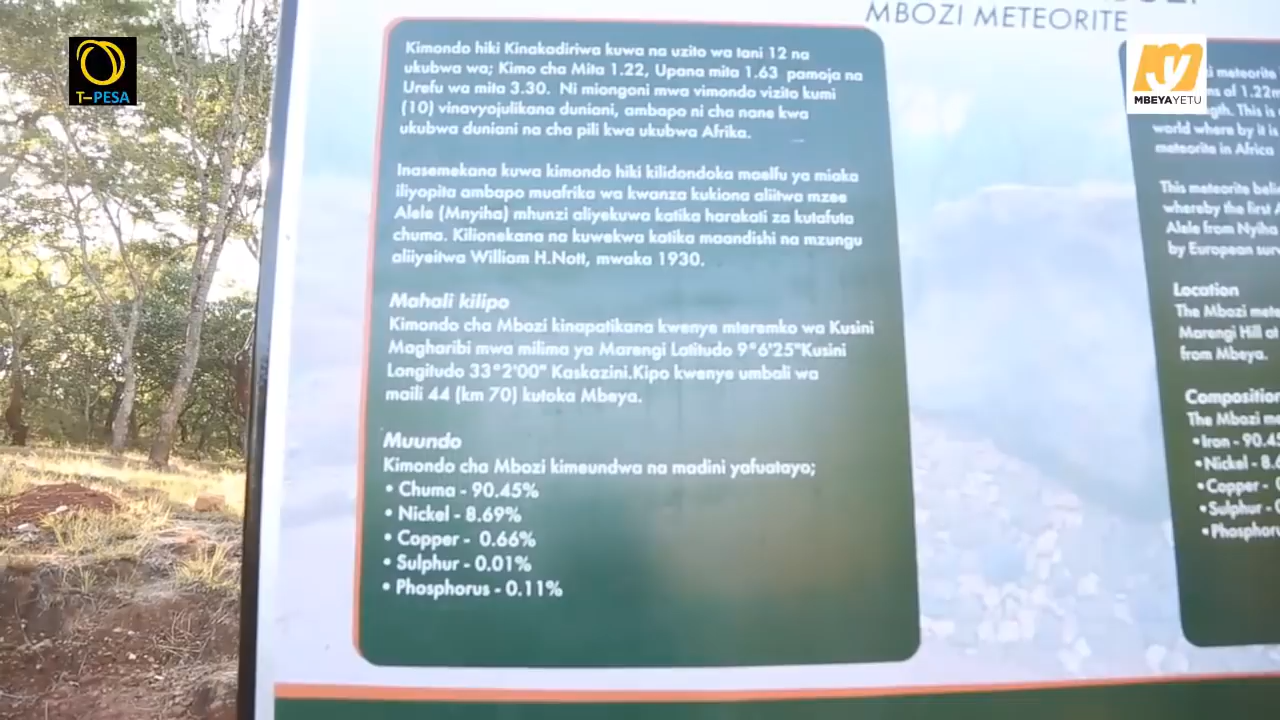 MBOZI METEORITE
T-PESA
MBEYAYETU
Kimondo hiki Kinakadiriwa kuwa na uzito wa tani 12 na
ukubwa wa; Kimo cha Mita 1.22, Upana mita 1.63 pamoja na
Urefu wa mita 3.30. Ni miongoni mwa vimondo vizito kumi
(10) vinavyojulikana duniani, ambapo ni cha nane kwa
ukubwa duniani na cha pili kwa ukubwa Afrika.
Inasemekana kuwa kimondo hiki kilidondoka maelfu ya miaka
iliyopita ambapo muafrika wa kwanza kukiona aliitwa mzee
Alele (Mnyiha) mhunzi aliyekuwa katika harakati za kutafuta
chuma. Kilionekana na kuwekwa katika maandishi na mzungu
aliyeitwa William H.Nott, mwaka 1930.
Mahali kilipo
Kimondo cha Mbozi kinapatikana kwenye mteremko wa Kusini
Magharibi mwa milima ya Marengi Latitudo 9°6'25"Kusini
Longitudo 33°2'00" Kaskazini.Kipo kwenye umbali wa
maili 44 (km 70) kutoka Mbeya.
Muundo
Kimondo cha Mbozi kimeundwa na madini yafuatayo;
• Chuma - 90.45%
• Nickel - 8.69%
• Copper - 0.66%
• Sulphur - 0.01%
• Phosphorus - 0.11%
meteorite
of 1.22m
This is
world where by it is
meteorite in Africa
This meteorite
whereby the first
Alele from Nyiha
by European
Location
The Mbozi
Marengi Hill at
from Mbeya.
Composition
The Mbozi
• Iron - 90.45
• Nickel - 8.6
• Copper -
• Sulphur -